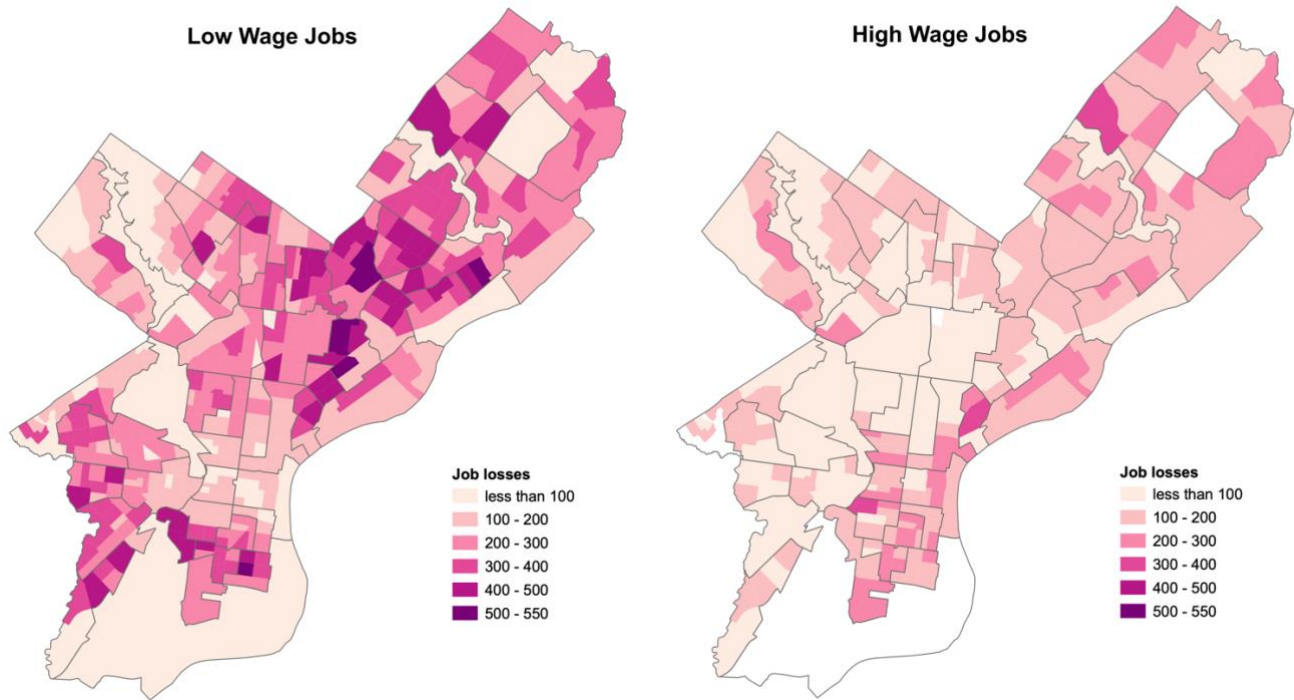 Low Wage Jobs
High Wage Jobs
Job losses
less than 100
100 - 200
200 - 300
300 - 400
400 - 500
500 - 550
Job losses
less than 100
100 - 200
200 - 300
300 - 400
400 - 500
500 - 550